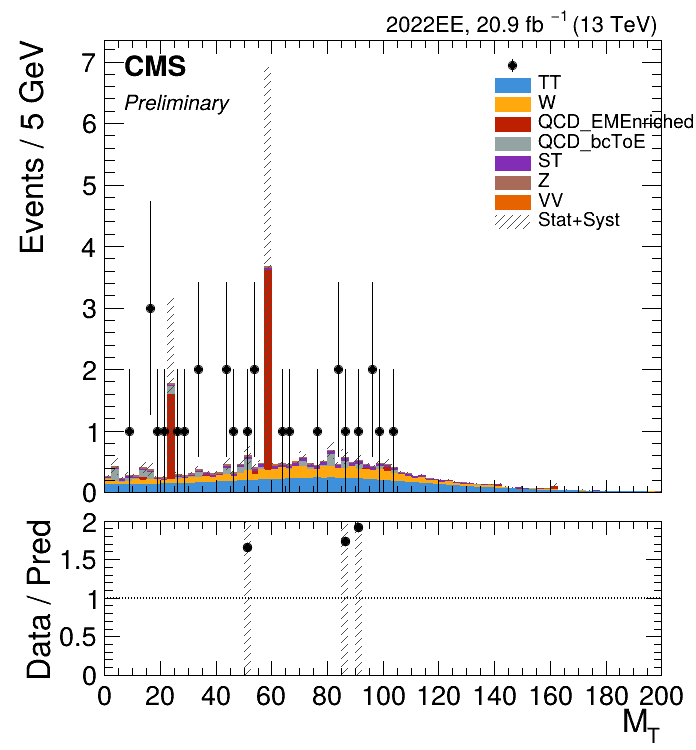 2022EE, 20.9 fb ⁻¹ (13 TeV)
Events / 5 GeV
7
6
5
4
3
2
1
0
CMS
Preliminary
TT
W
QCD_EMEnriched
QCD_bcToE
ST
Z
VV
Stat+Syst
Data / Pred
2
1.5
1
0.5
0
0 20 40 60 80 100 120 140 160 180 200
M_T